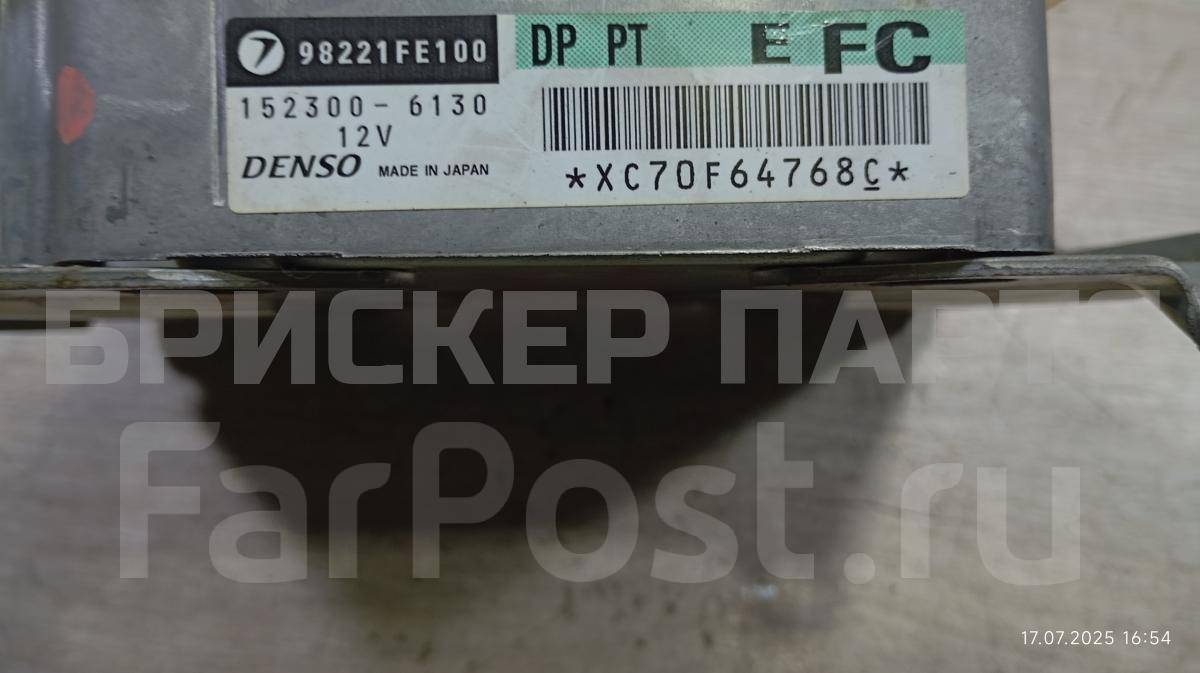 98221FE100 DP PT E FC
152300-6130
12V
DENSO MADE IN JAPAN
*XC70F64768C*
БРИСКЕР ПАРТС
FarPost.ru
17.07.2025 16:54